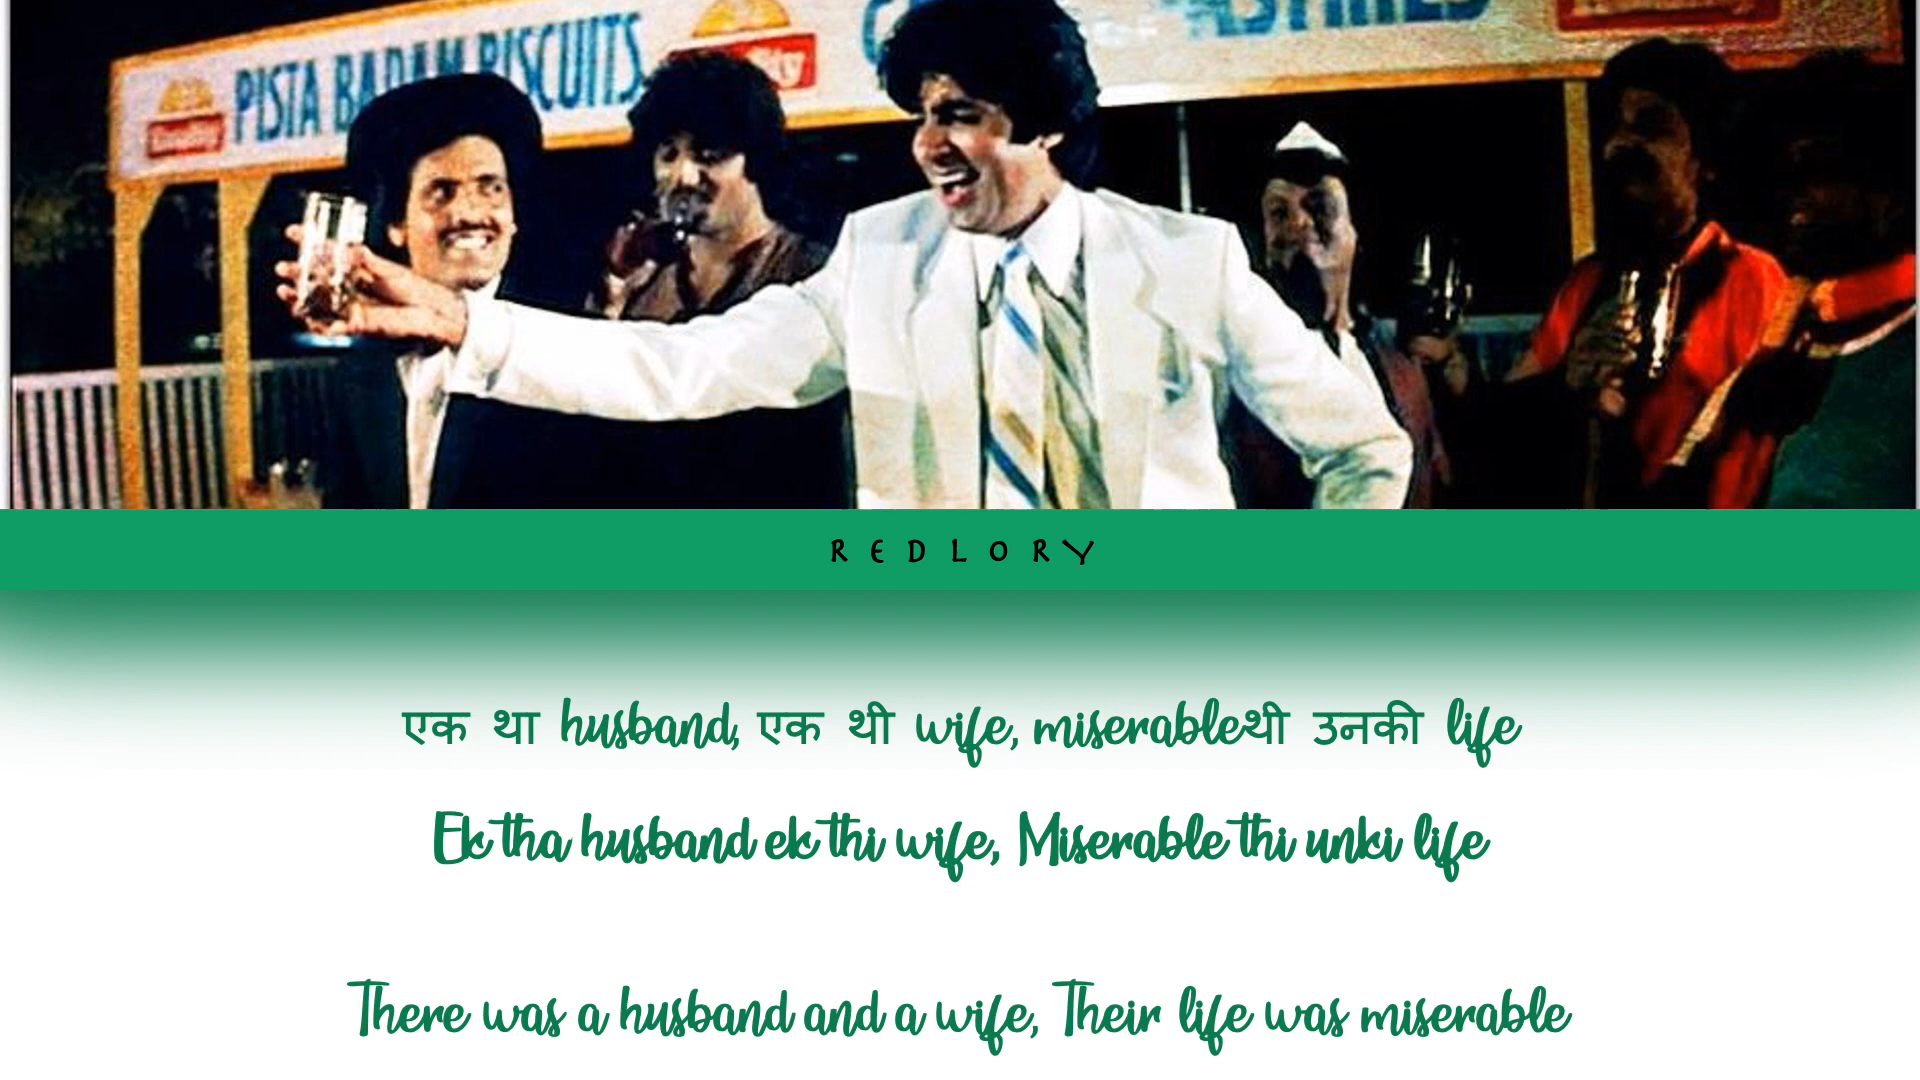 PISTA BADAM BISCUITS
REDLORY
एक था husband, एक थी wife, miserableथी उनकी life
Ek tha husband ek thi wife, Miserable thi unki life
There was a husband and a wife, Their life was miserable